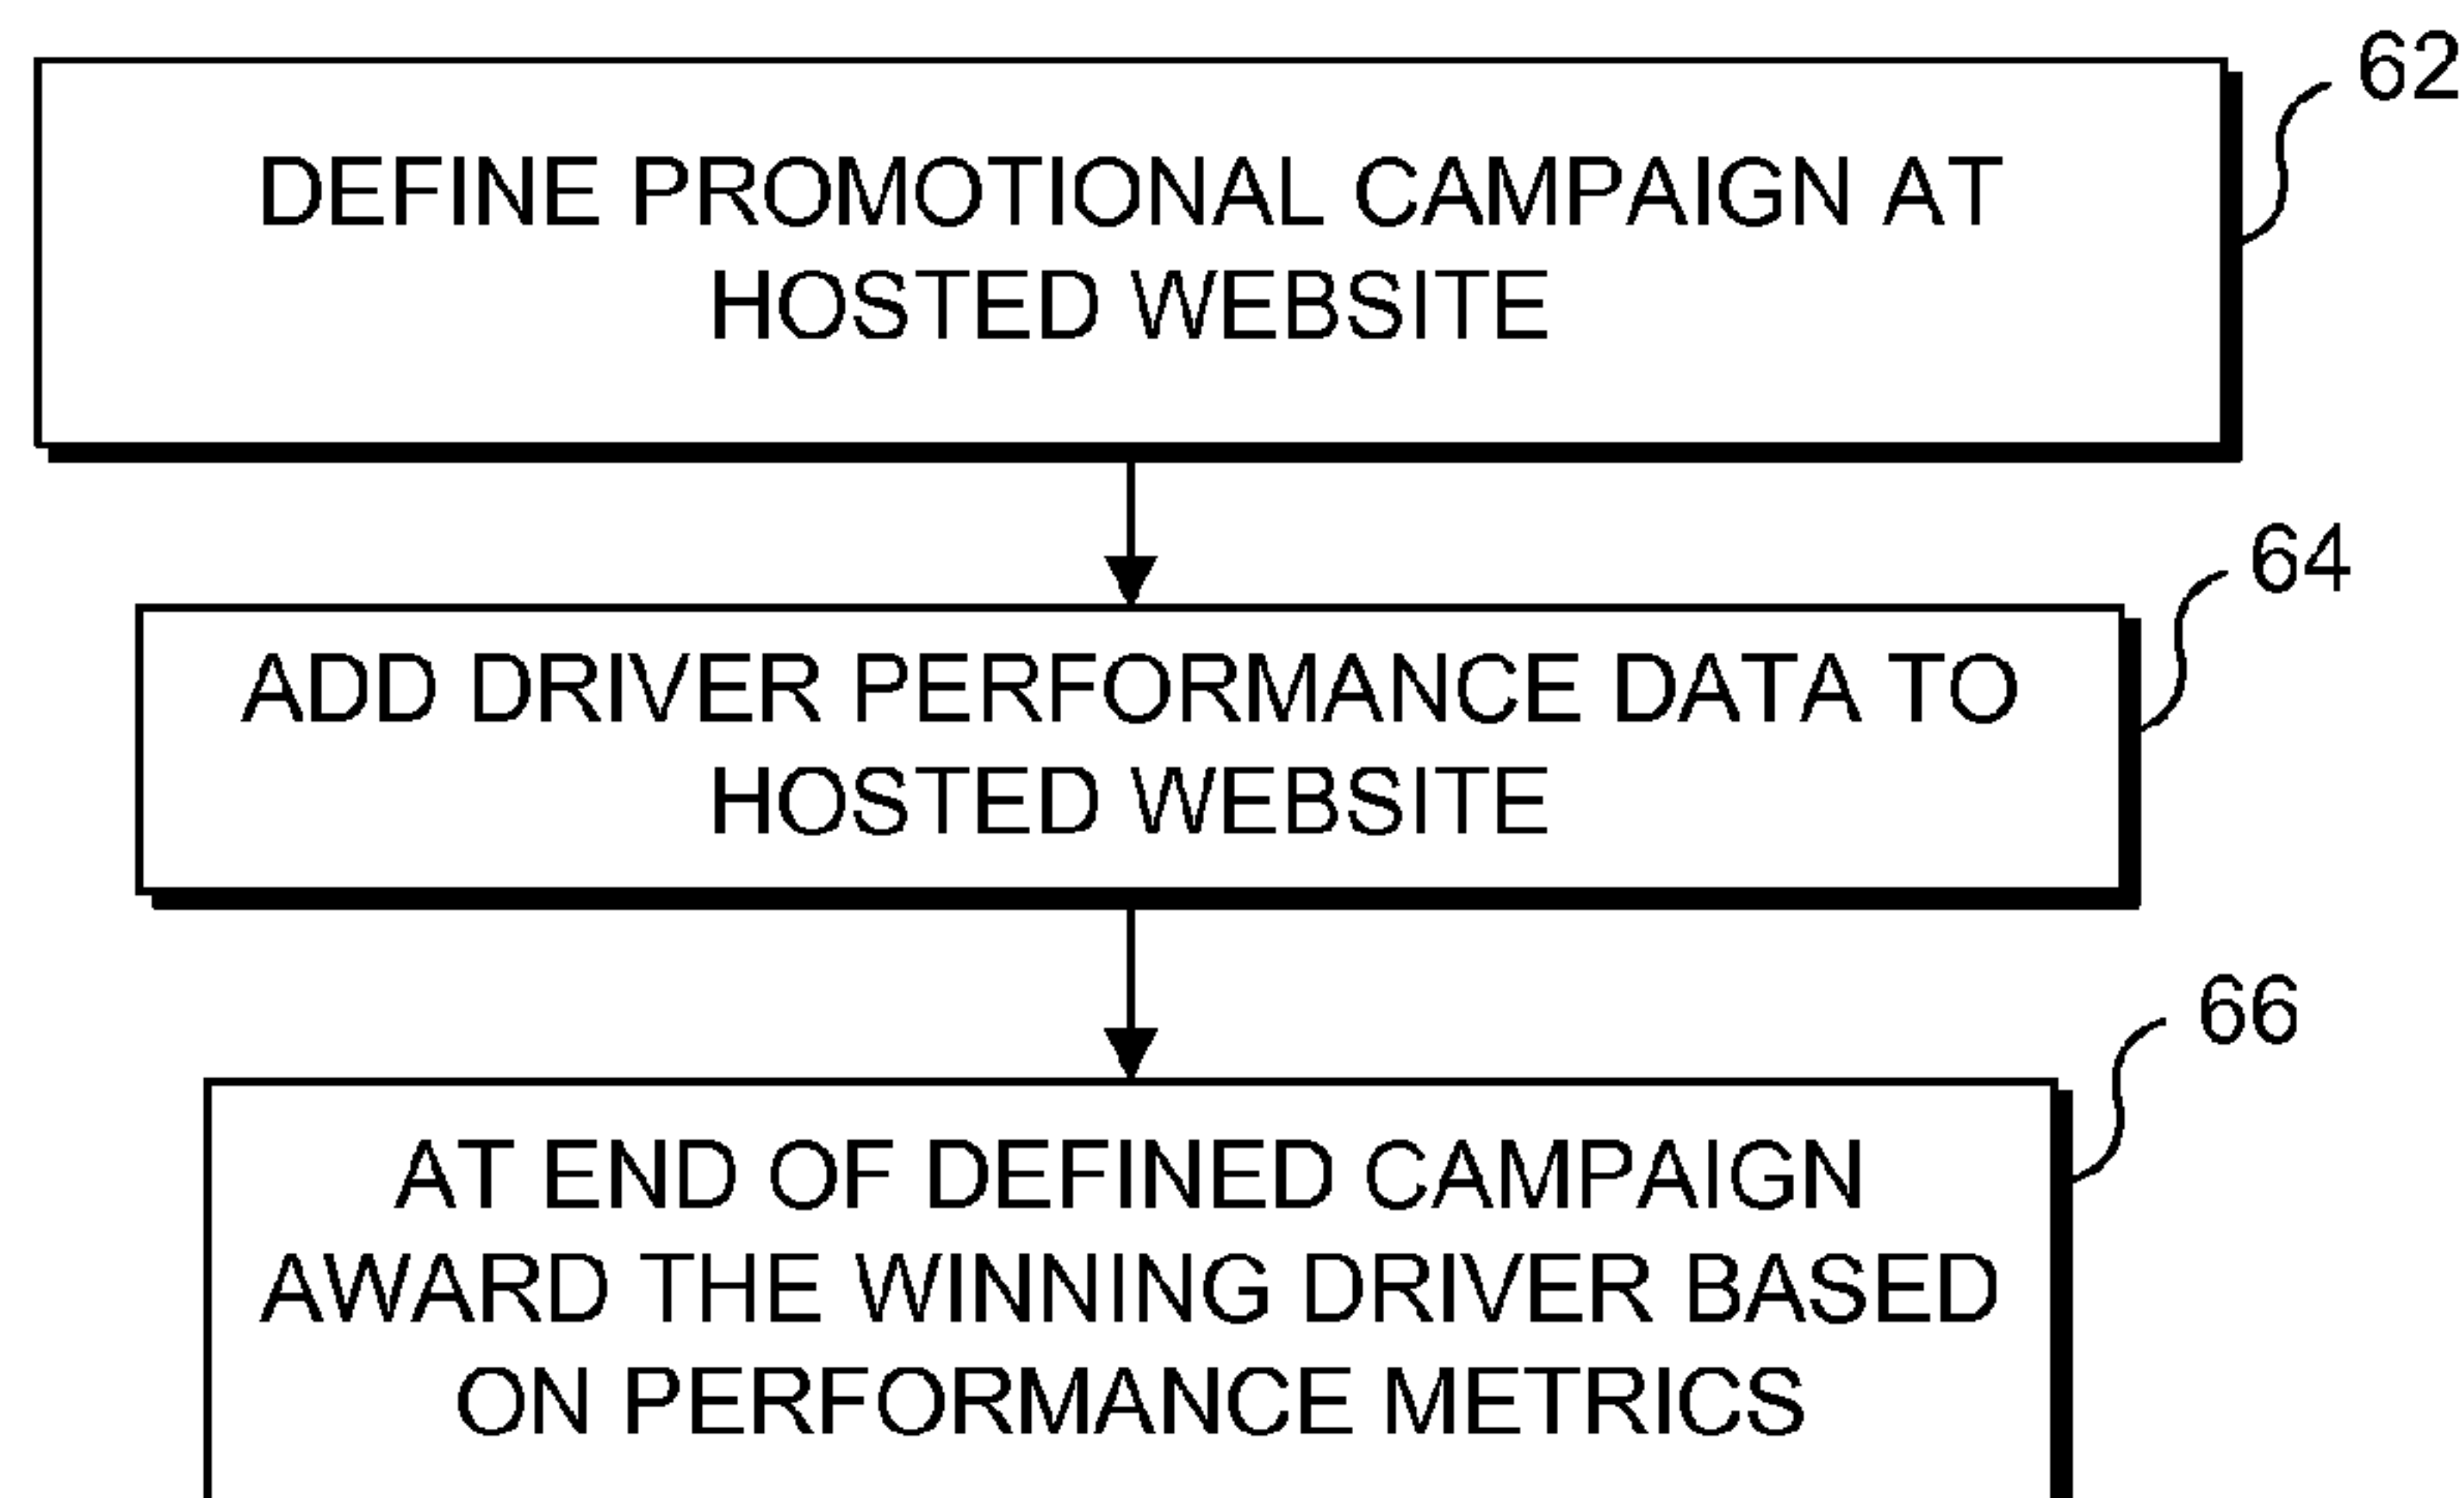 62
DEFINE PROMOTIONAL CAMPAIGN AT
HOSTED WEBSITE
64
ADD DRIVER PERFORMANCE DATA TO
HOSTED WEBSITE
66
AT END OF DEFINED CAMPAIGN
AWARD THE WINNING DRIVER BASED
ON PERFORMANCE METRICS